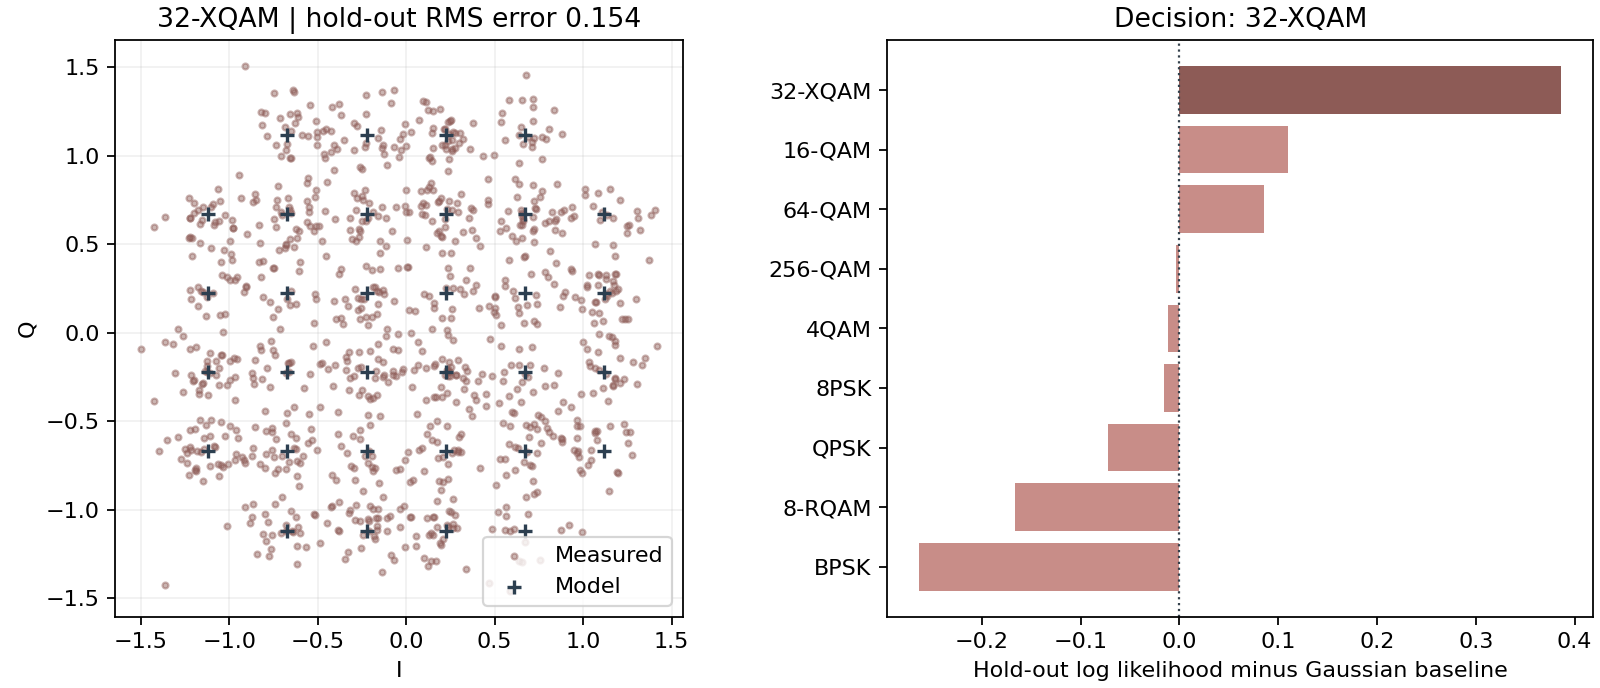 32-XQAM | hold-out RMS error 0.154
1.5
1.0
0.5
0.0
−0.5
−1.0
−1.5
Q
−1.5 −1.0 −0.5 0.0 0.5 1.0 1.5
I
Measured
Model
Decision: 32-XQAM
32-XQAM
16-QAM
64-QAM
256-QAM
4QAM
8PSK
QPSK
8-RQAM
BPSK
−0.2 −0.1 0.0 0.1 0.2 0.3 0.4
Hold-out log likelihood minus Gaussian baseline